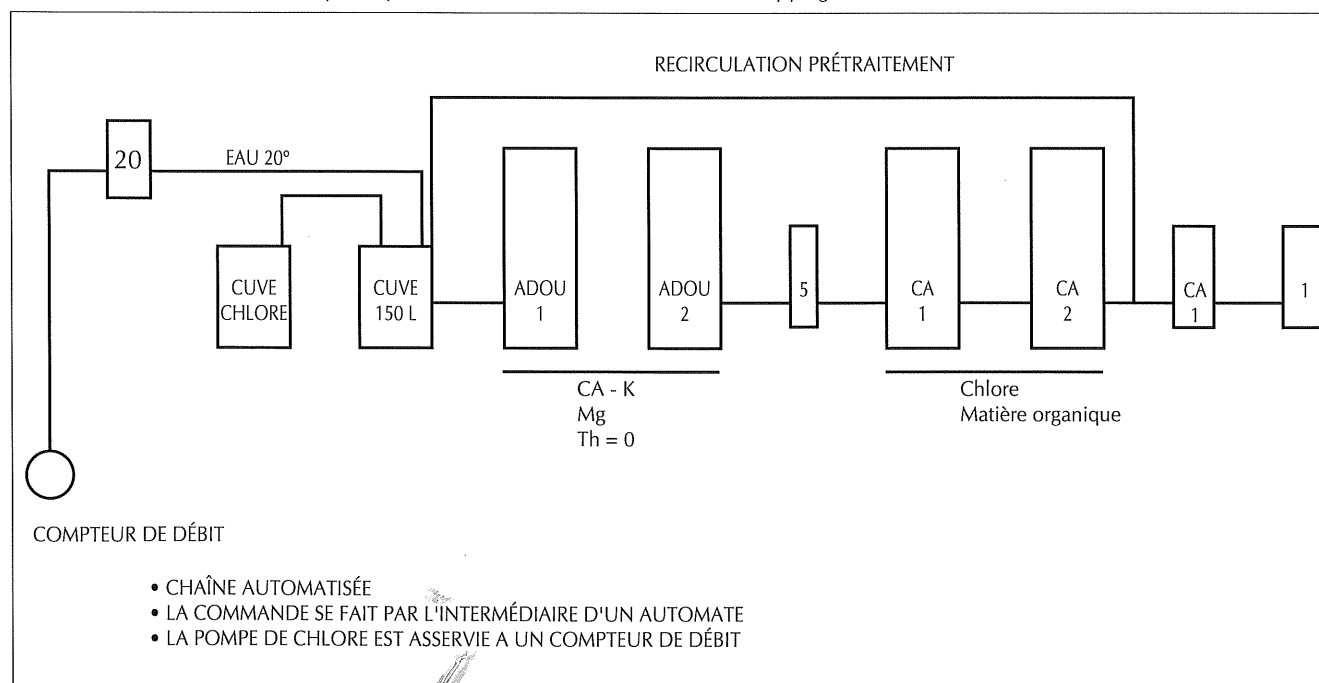 RECIRCULATION PRÉTRAITEMENT
20
EAU 20°
CUVE
CHLORE
CUVE
150 L
ADOU
1
ADOU
2
5
CA
1
CA
2
CA
1
1
CA - K
Mg
Th = 0
Chlore
Matière organique
COMPTEUR DE DÉBIT
• CHAÎNE AUTOMATISÉE
• LA COMMANDE SE FAIT PAR L'INTERMÉDIAIRE D'UN AUTOMATE
• LA POMPE DE CHLORE EST ASSERVIE A UN COMPTEUR DE DÉBIT